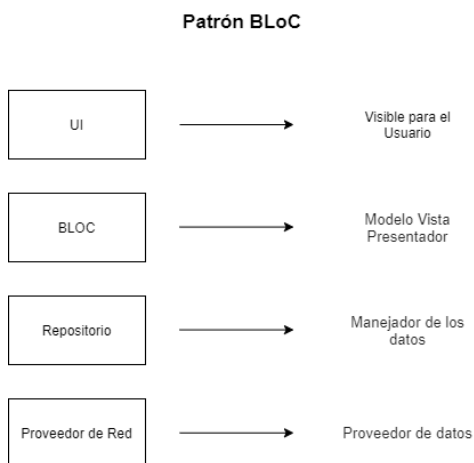 Patrón BLoC
UI
Visible para el
Usuario
BLOC
Modelo Vista
Presentador
Repositorio
Manejador de los
datos
Proveedor de Red
Proveedor de datos